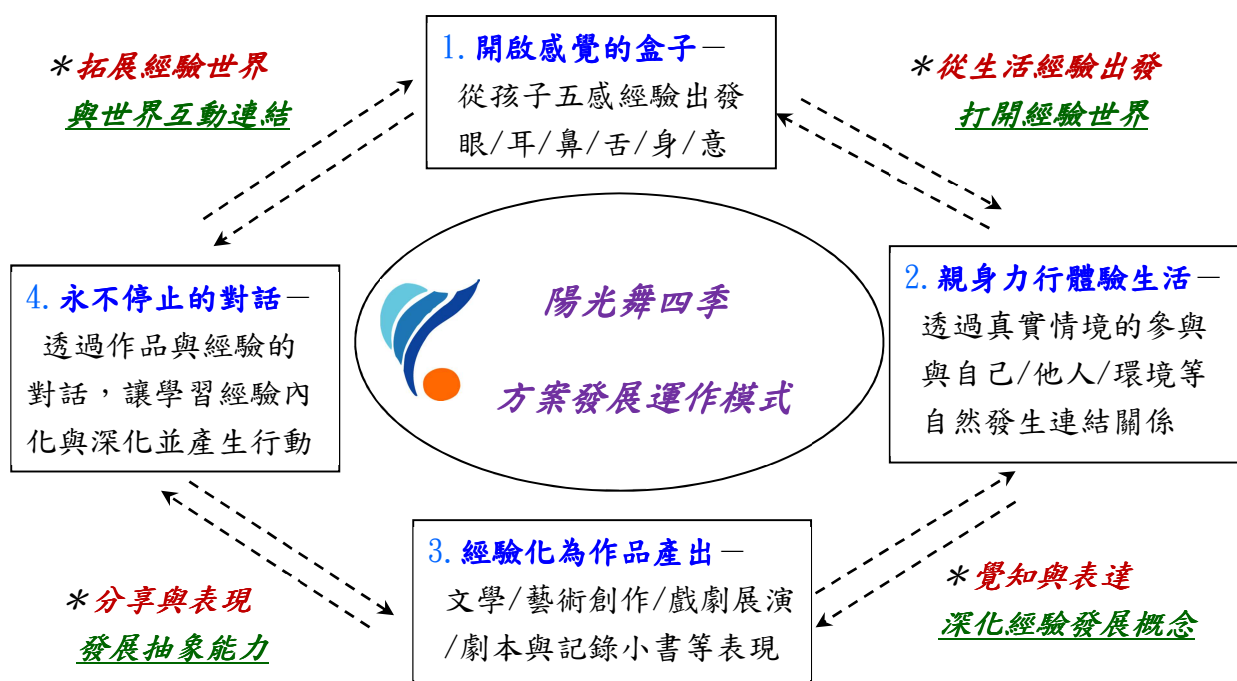 1. 開啟感覺的盒子－
從孩子五感經驗出發
眼/耳/鼻/舌/身/意
＊從生活經驗出發
打開經驗世界
2. 親身力行體驗生活－
透過真實情境的參與
與自己/他人/環境等
自然發生連結關係
＊覺知與表達
深化經驗發展概念
3. 經驗化為作品產出－
文學/藝術創作/戲劇展演
/劇本與記錄小書等表現
＊分享與表現
發展抽象能力
4. 永不停止的對話－
透過作品與經驗的
對話，讓學習經驗內
化與深化並產生行動
＊拓展經驗世界
與世界互動連結
陽光舞四季
方案發展運作模式